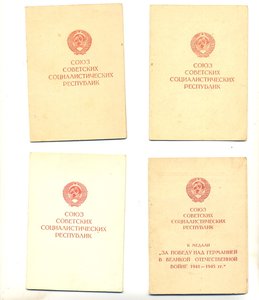 СОЮЗ
СОВЕТСКИХ
СОЦИАЛИСТИЧЕСКИХ
РЕСПУБЛИК
СОЮЗ
СОВЕТСКИХ
СОЦИАЛИСТИЧЕСКИХ
РЕСПУБЛИК
СОЮЗ
СОВЕТСКИХ
СОЦИАЛИСТИЧЕСКИХ
РЕСПУБЛИК
СОЮЗ
СОВЕТСКИХ
СОЦИАЛИСТИЧЕСКИХ
РЕСПУБЛИК
К МЕДАЛИ
"ЗА ПОБЕДУ НАД ГЕРМАНИЕЙ
В ВЕЛИКОЙ ОТЕЧЕСТВЕННОЙ
ВОЙНЕ 1941—1945 гг."